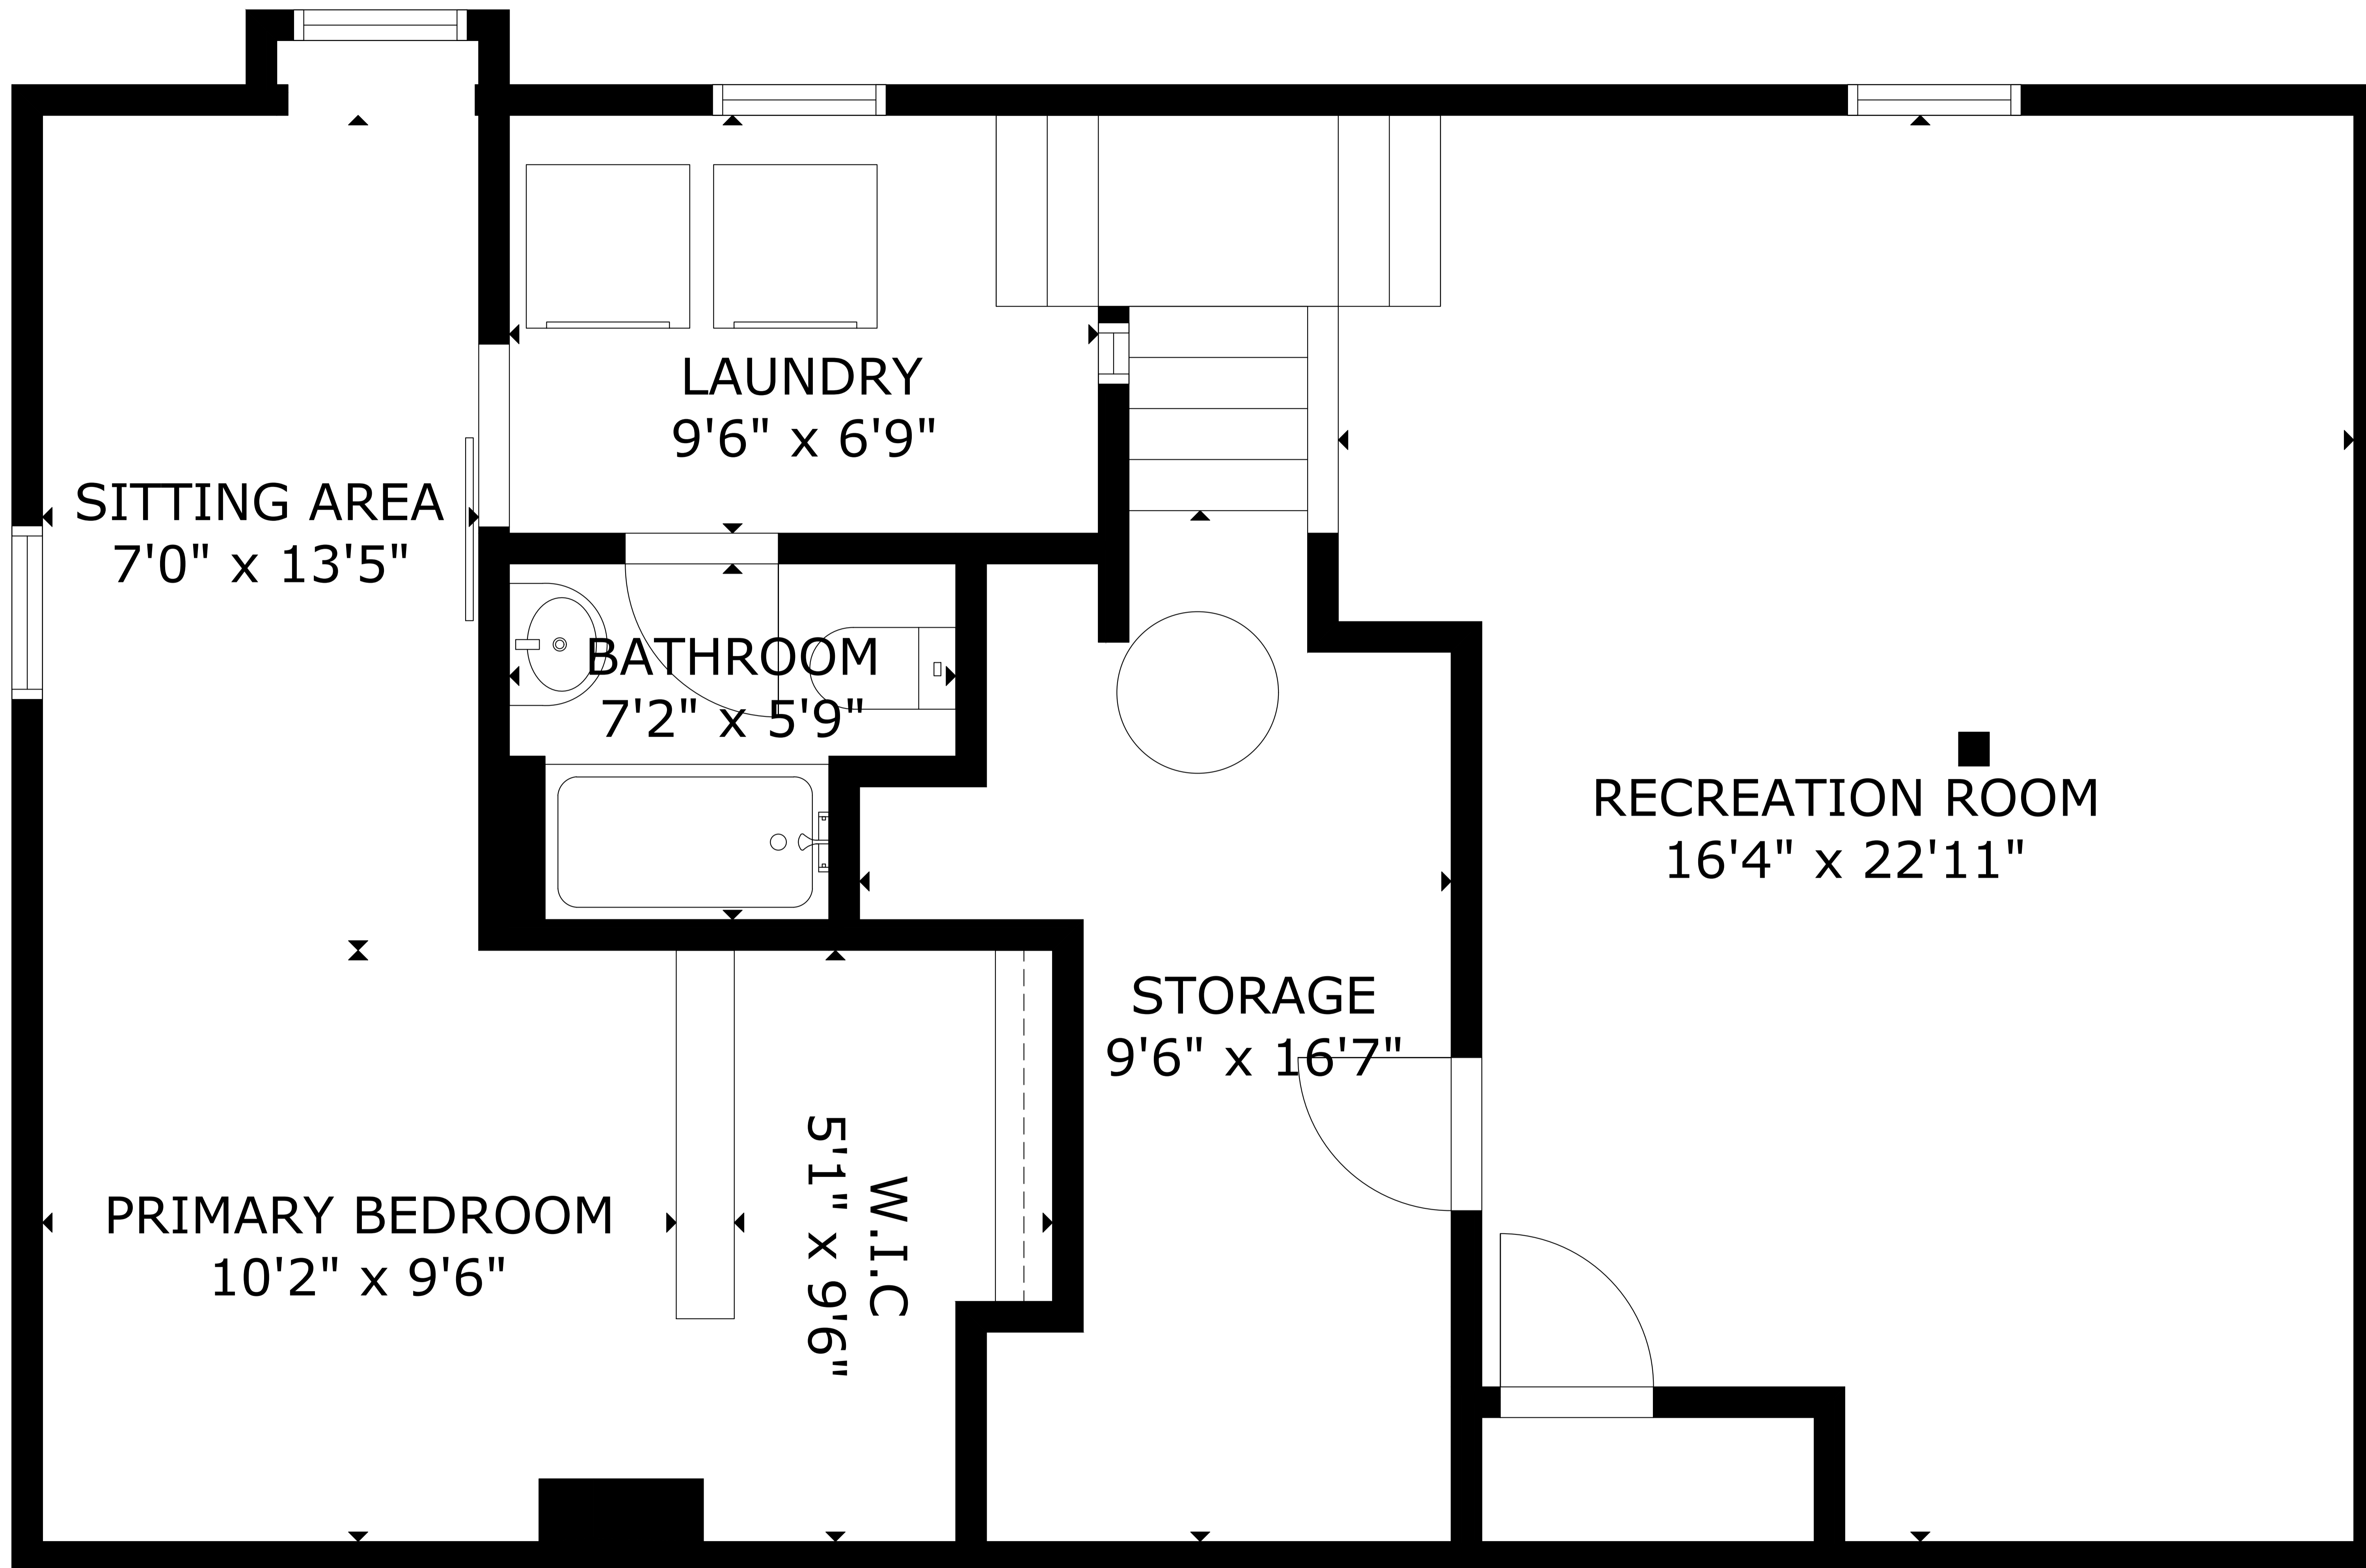 LAUNDRY
9'6" x 6'9"
SITTING AREA
7'0" x 13'5"
BATHROOM
7'2" x 5'9"
RECREATION ROOM
16'4" x 22'11"
STORAGE
9'6" x 16'7"
PRIMARY BEDROOM
10'2" x 9'6"
W.I.C
5'1" x 9'6"